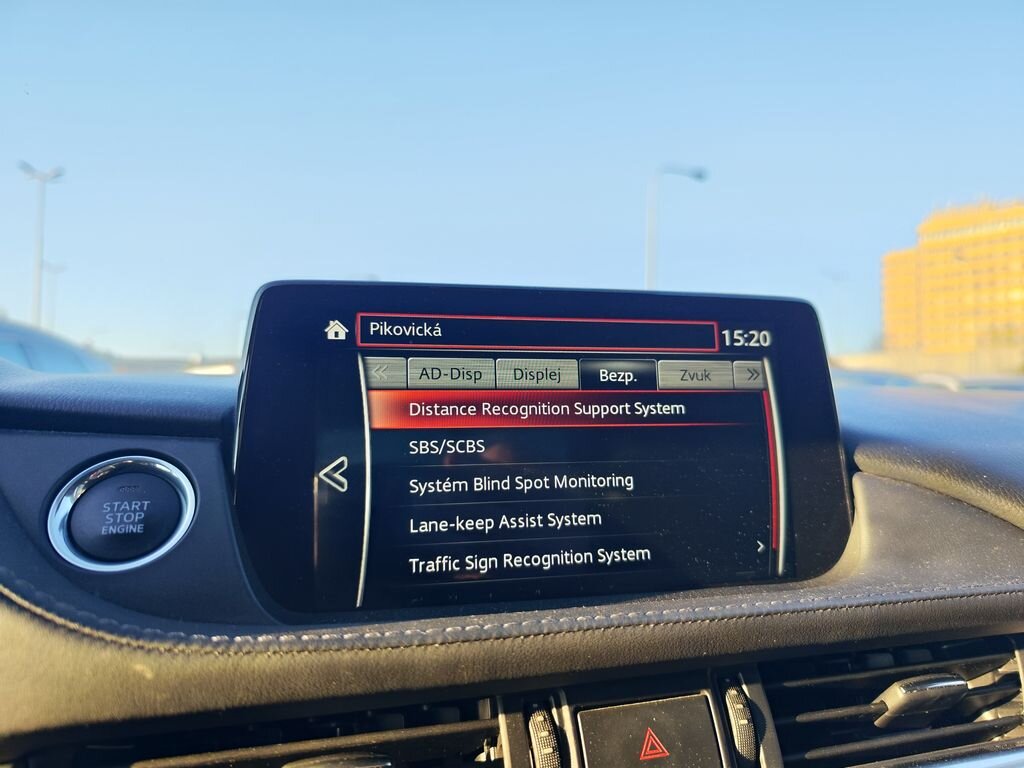 Pikovická
15:20
AD-Disp
Displej
Bezp.
Zvuk
Distance Recognition Support System
SBS/SCBS
Systém Blind Spot Monitoring
Lane-keep Assist System
Traffic Sign Recognition System
START
STOP
ENGINE